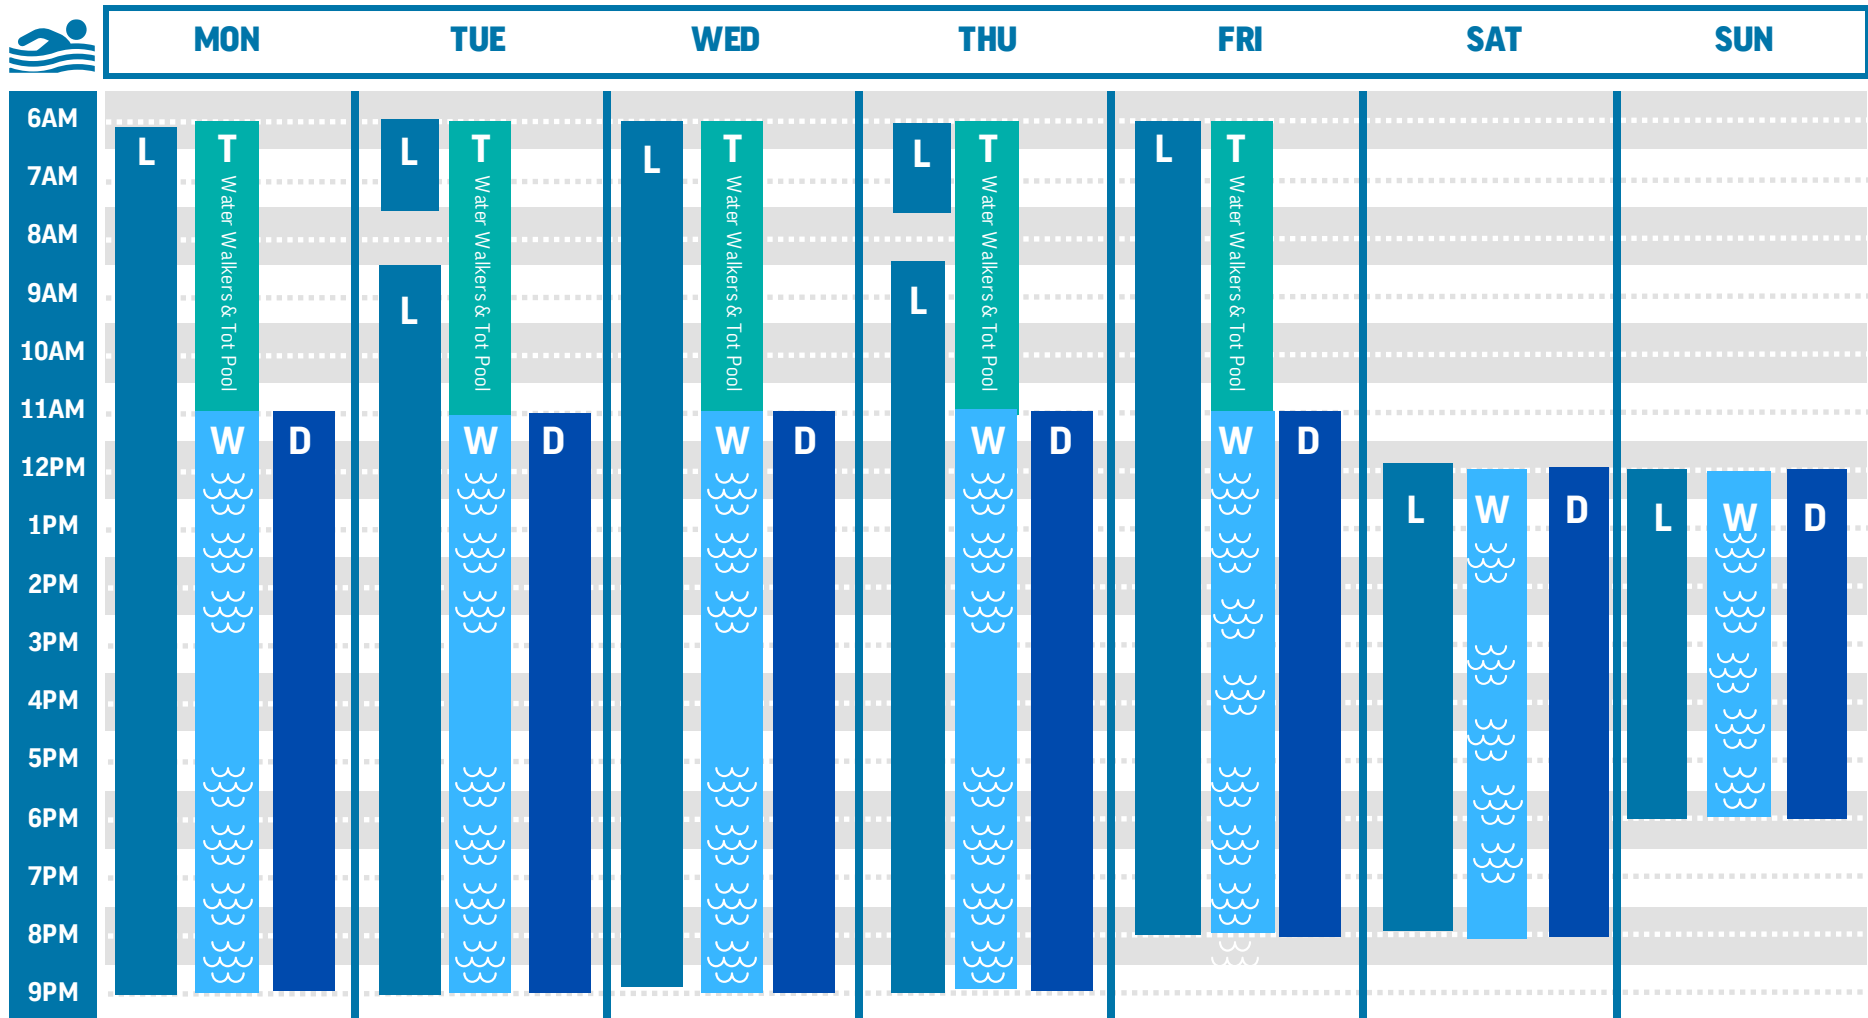 MON TUE WED THU FRI SAT SUN
6AM
L T L T L T L T L T
7AM
Water Walkers & Tot Pool Water Walkers & Tot Pool Water Walkers & Tot Pool Water Walkers & Tot Pool Water Walkers & Tot Pool
8AM
9AM
L L
10AM
11AM
W D W D W D W D W D
12PM
L W D L W D
1PM
2PM
3PM
4PM
5PM
6PM
7PM
8PM
9PM